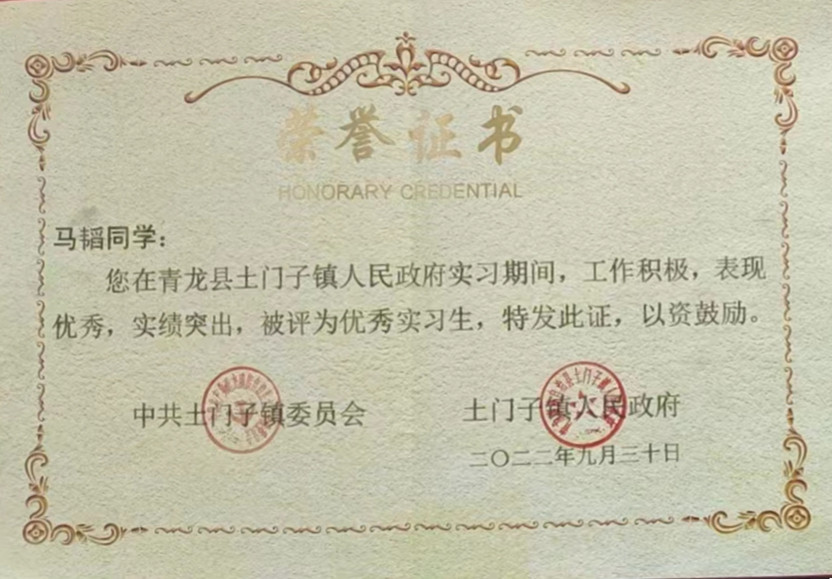 荣誉证书
HONORARY CREDENTIAL
马韬同学：
您在青龙县土门子镇人民政府实习期间，工作积极，表现
优秀，实绩突出，被评为优秀实习生，特发此证，以资鼓励。
中共土门子镇委员会 土门子镇人民政府
二〇二二年九月三十日